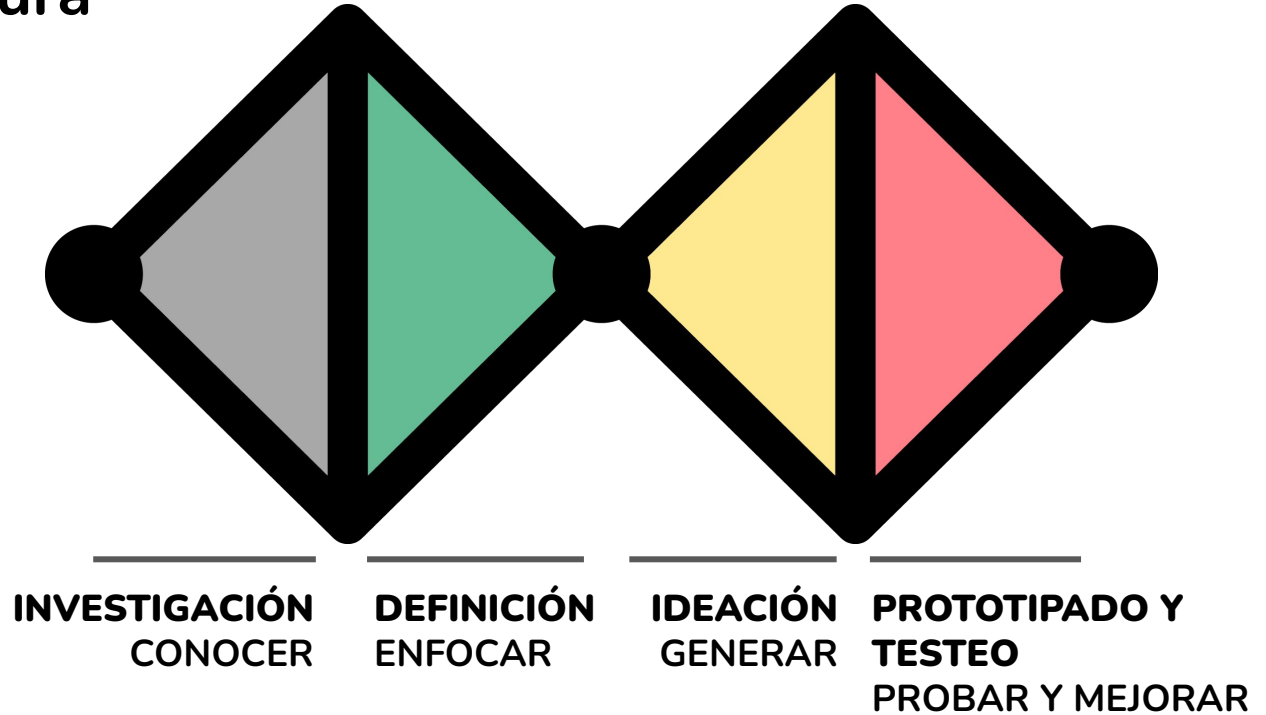 INVESTIGACIÓN
CONOCER
DEFINICIÓN
ENFOCAR
IDEACIÓN
GENERAR
PROTOTIPADO Y
TESTEO
PROBAR Y MEJORAR